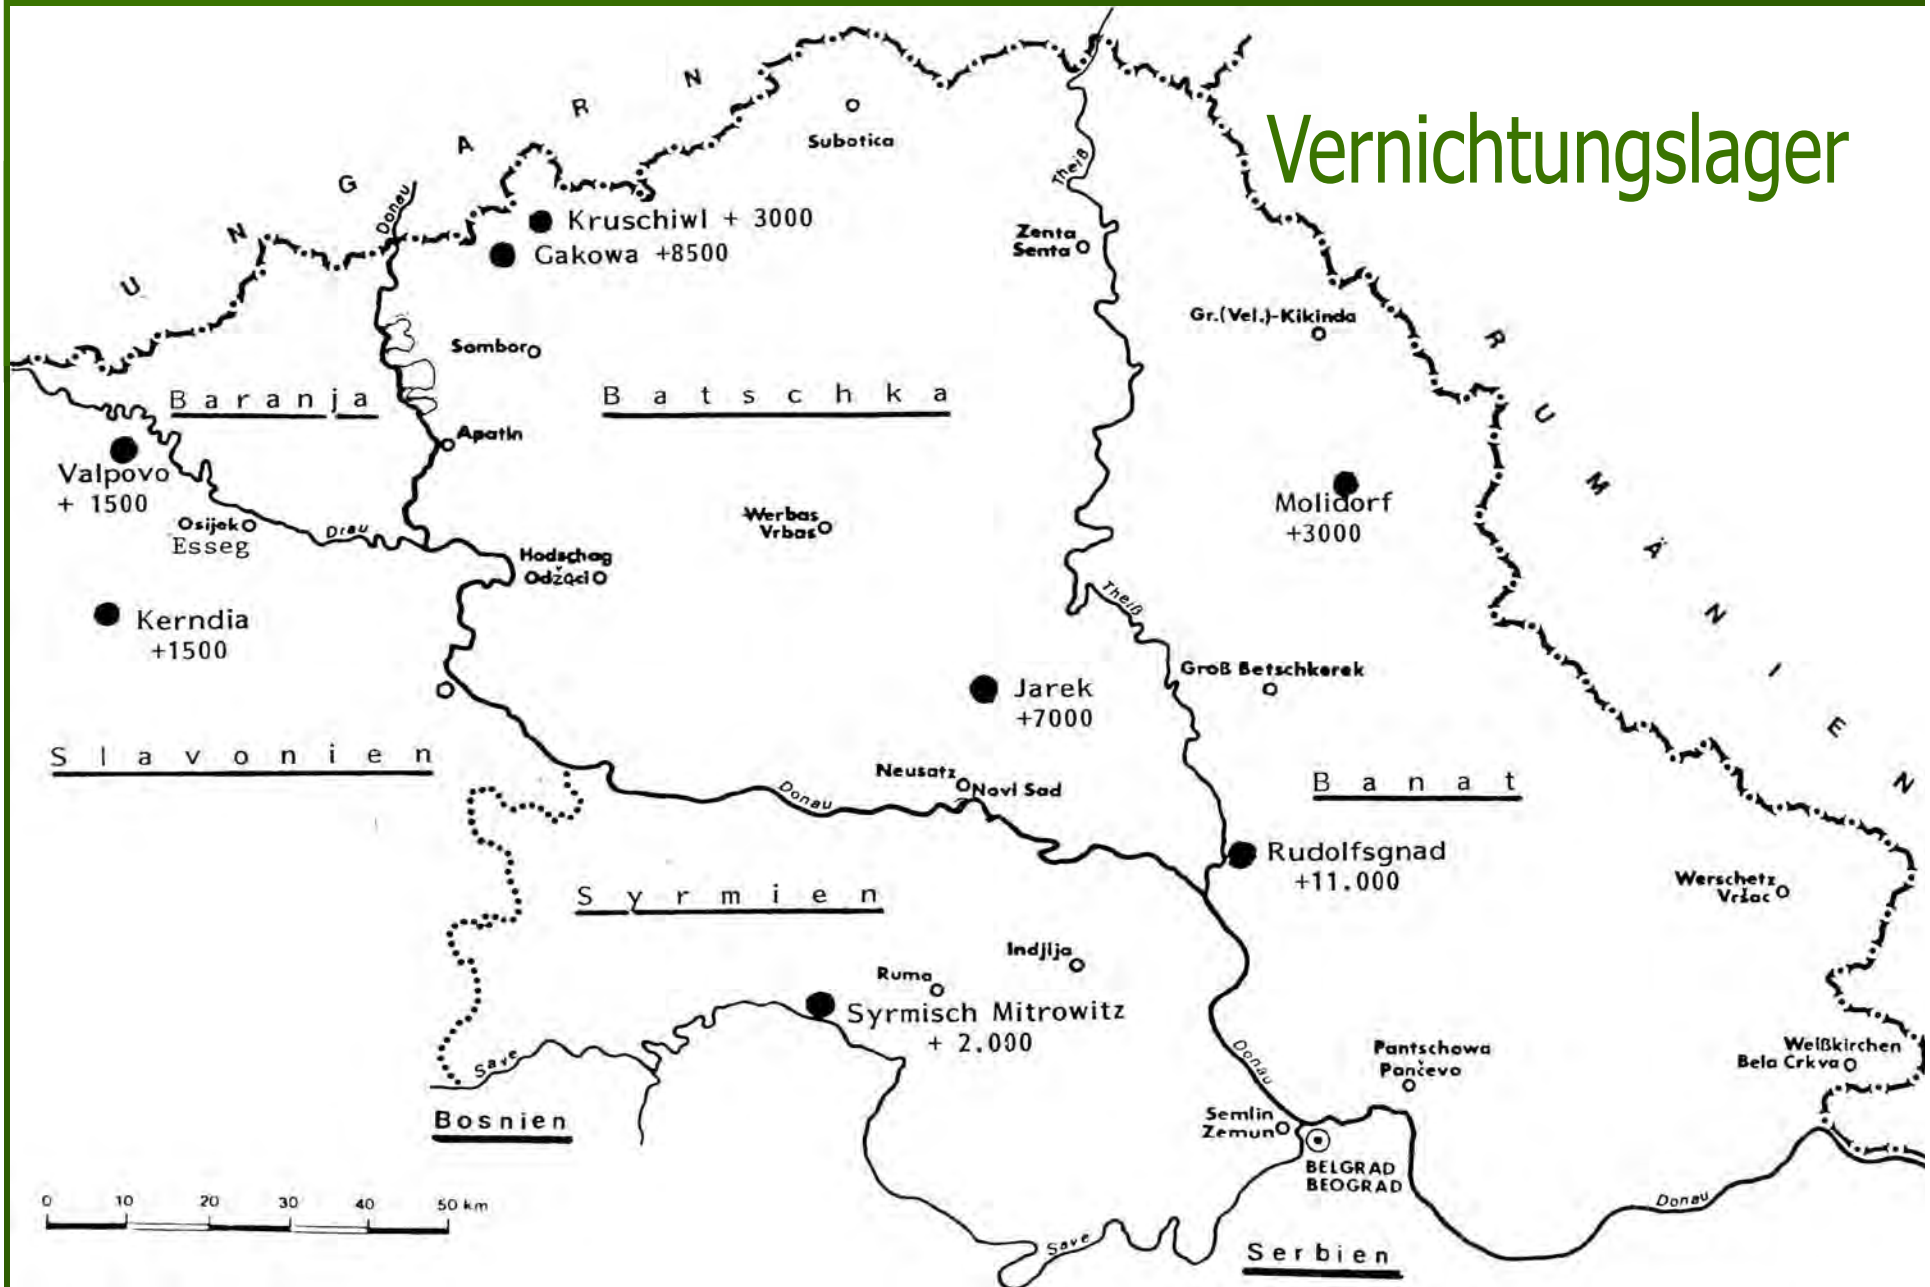 Vernichtungslager
U N G A R N
Donau
Theiß
Subotica
Kruschiwl + 3000
Gakowa +8500
Zenta
Senta
Gr.(Vel.)-Kikinda
R U M Ä N I E N
Sombor
Baranja
Batschka
Apatin
Valpovo
+ 1500
Osijek
Esseg
Drau
Werbas
Vrbas
Molidorf
+3000
Hodschag
Odžaci
Theiß
Kerndia
+1500
Groß Betschkerek
Jarek
+7000
Slavonien
Neusatz
Novi Sad
Donau
Banat
Rudolfsgnad
+11.000
Werschetz
Vršac
Syrmien
Indjija
Ruma
Syrmisch Mitrowitz
+ 2.000
Save
Donau
Pantschowa
Pančevo
Weißkirchen
Bela Crkva
Bosnien
Semlin
Zemun
BELGRAD
BEOGRAD
0 10 20 30 40 50 km
Donau
Save
Serbien